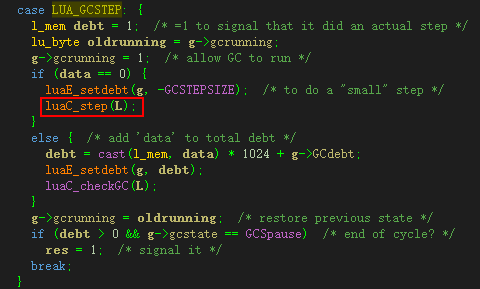 case LUA_GCSTEP: {
l_mem debt = 1;  /* =1 to signal that it did an actual step */
lu_byte oldrunning = g->gcrunning;
g->gcrunning = 1;  /* allow GC to run */
if (data == 0) {
luaE_setdebt(g, -GCSTEPSIZE);  /* to do a "small" step */
luaC_step(L);
}
else {  /* add 'data' to total debt */
debt = cast(l_mem, data) * 1024 + g->GCdebt;
luaE_setdebt(g, debt);
luaC_checkGC(L);
}
g->gcrunning = oldrunning;  /* restore previous state */
if (debt > 0 && g->gcstate == GCSpause)  /* end of cycle? */
res = 1;  /* signal it */
break;
}